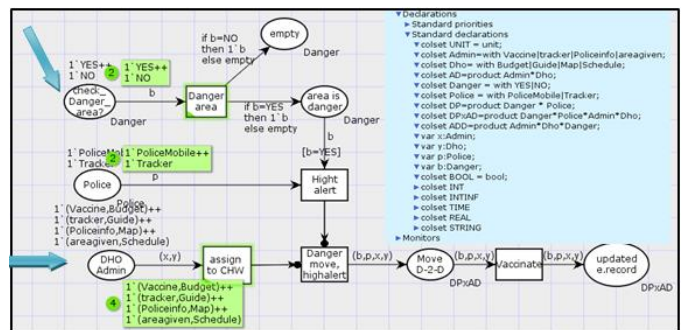 if b=NO
then 1`b
else empty
empty
Danger
1`YES++
1`NO
2
1`YES++
1`NO
check_
Danger_
area?
Danger
b
Danger
area
if b=YES
then 1`b
else empty
area is
danger
Danger
b
[b=YES]
1`PoliceMobi
1`Tracker
2
1`PoliceMobile++
1`Tracker
Police
Police
p
Hight
alert
1`(Vaccine,Budget)++
1`(tracker,Guide)++
1`(Policeinfo,Map)++
1`(areagiven,Schedule)
DHO
Admin
(x,y)
assign
to CHW
4
1`(Vaccine,Budget)++
1`(tracker,Guide)++
1`(Policeinfo,Map)++
1`(areagiven,Schedule)
Danger
move,
highalert
(b,p,x,y)
Move
D-2-D
DPxAD
(b,p,x,y)
Vaccinate
(b,p,x,y)
updated
e.record
DPxAD
Declarations
Standard priorities
Standard declarations
colset UNIT = unit;
colset Admin=with Vaccine|tracker|Policeinfo|areagiven;
colset Dho= with Budget|Guide|Map|Schedule;
colset AD=product Admin*Dho;
colset Danger = with YES|NO;
colset Police = with PoliceMobile|Tracker;
colset DP=product Danger * Police;
colset DPxAD=product Danger*Police*Admin*Dho;
colset ADD=product Admin*Dho*Danger;
var x:Admin;
var y:Dho;
var p:Police;
var b:Danger;
colset BOOL = bool;
colset INT
colset INTINF
colset TIME
colset REAL
colset STRING
Monitors